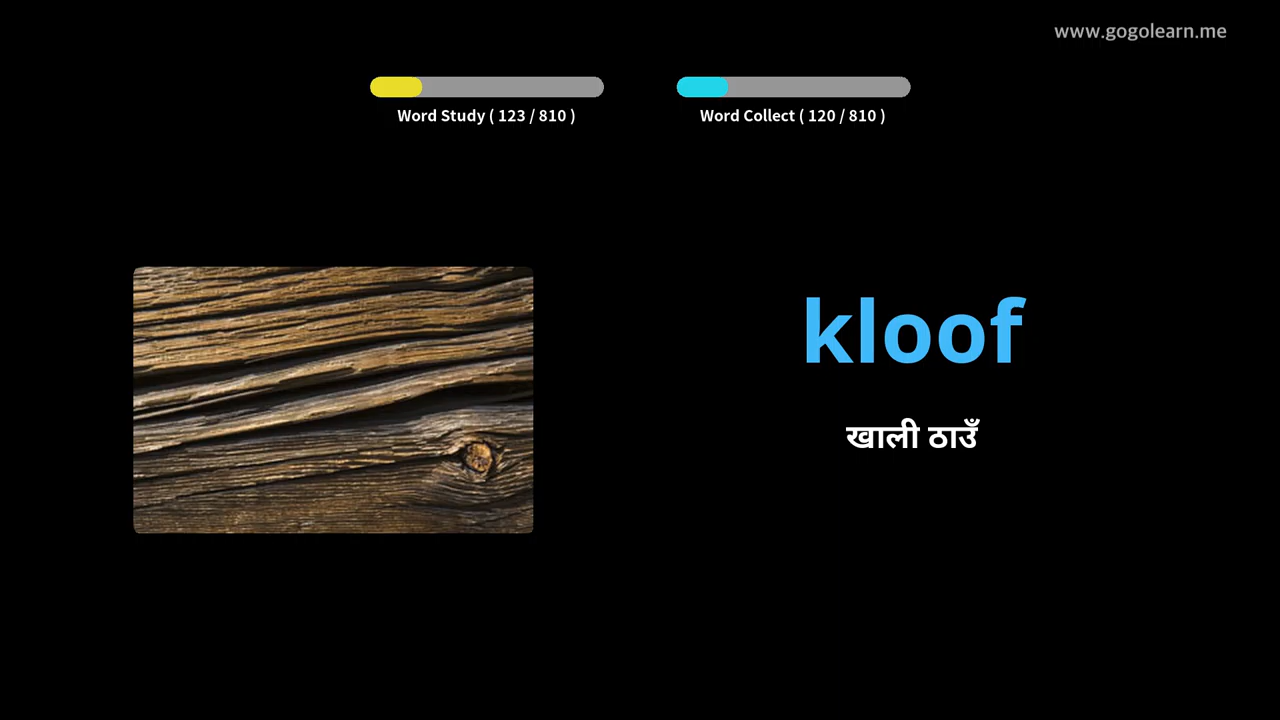 www.gogolearn.me
Word Study ( 123 / 810 )
Word Collect ( 120 / 810 )
kloof
खाली ठाउँ